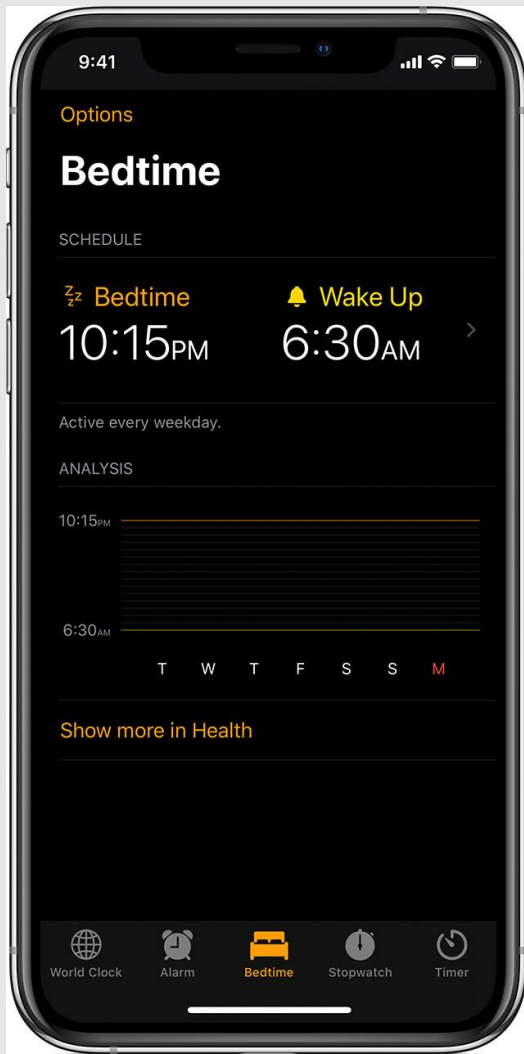 9:41
Options
Bedtime
SCHEDULE
Zzz Bedtime
Wake Up
10:15PM
6:30AM
Active every weekday.
ANALYSIS
10:15PM
6:30AM
T W T F S S M
Show more in Health
World Clock Alarm Bedtime Stopwatch Timer